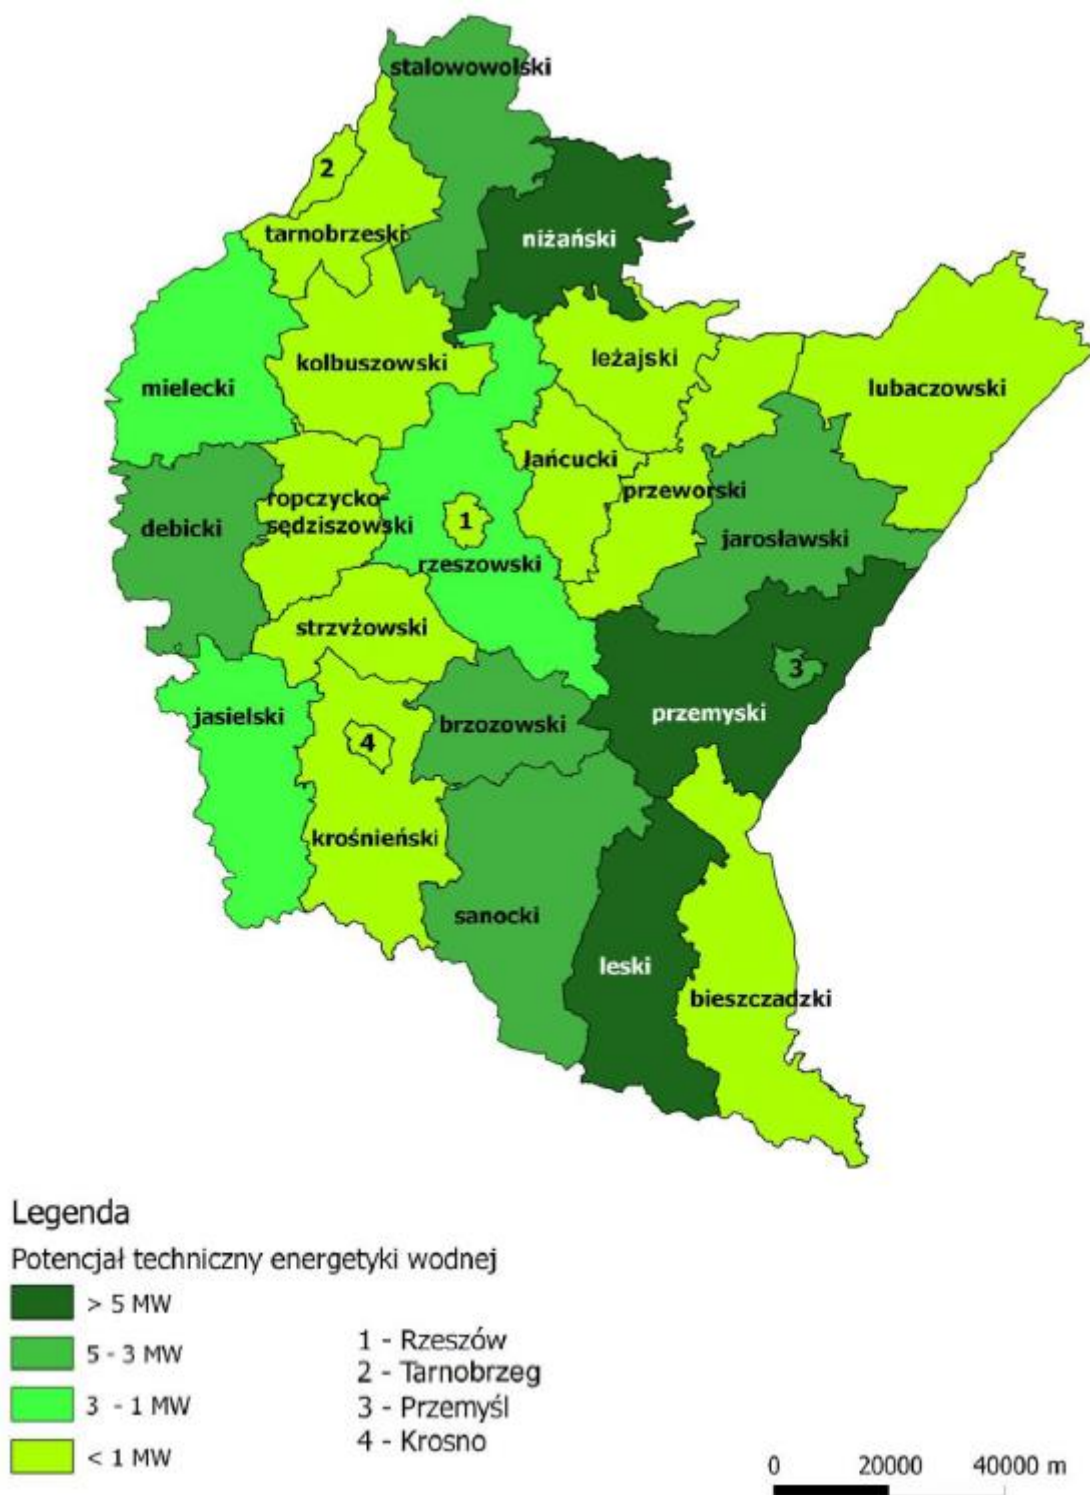 stalowowolski
2
tarnobrzeski
niżański
kolbuszowski
leżajski
mielecki
lubaczowski
łańcucki
ropczycko-
sędziszowski
1
przeworski
debicki
jarosławski
rzeszowski
strzyżowski
3
jasielski
przemyski
brzozowski
4
krośnieński
sanocki
leski
bieszczadzki
Legenda
Potencjał techniczny energetyki wodnej
> 5 MW
5 - 3 MW
3 - 1 MW
< 1 MW
1 - Rzeszów
2 - Tarnobrzeg
3 - Przemyśl
4 - Krosno
0 20000 40000 m